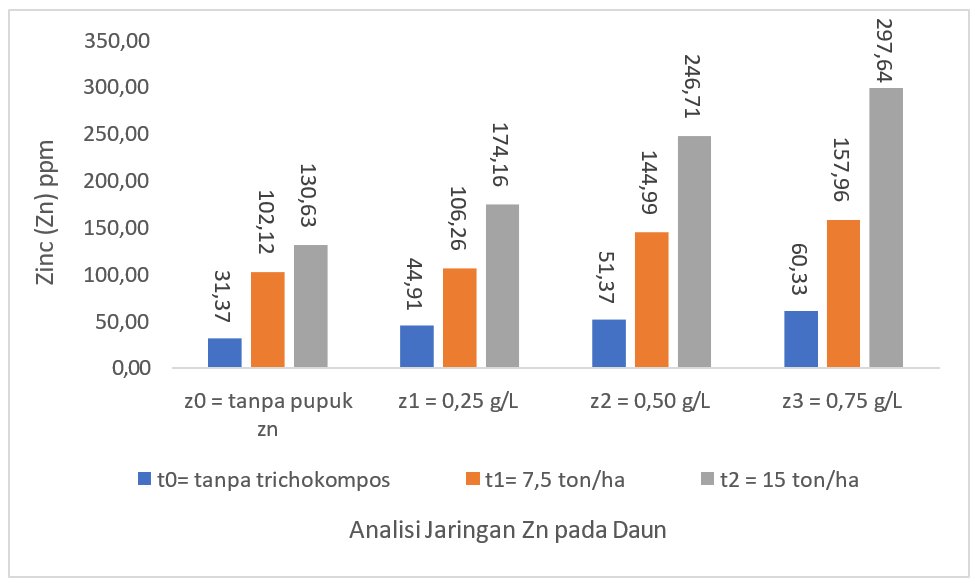 Zinc (Zn) ppm
350,00
300,00
250,00
200,00
150,00
100,00
50,00
0,00
31,37
102,12
130,63
44,91
106,26
174,16
51,37
144,99
246,71
60,33
157,96
297,64
z0 = tanpa pupuk
zn
z1 = 0,25 g/L
z2 = 0,50 g/L
z3 = 0,75 g/L
t0= tanpa trichokompos
t1= 7,5 ton/ha
t2 = 15 ton/ha
Analisi Jaringan Zn pada Daun